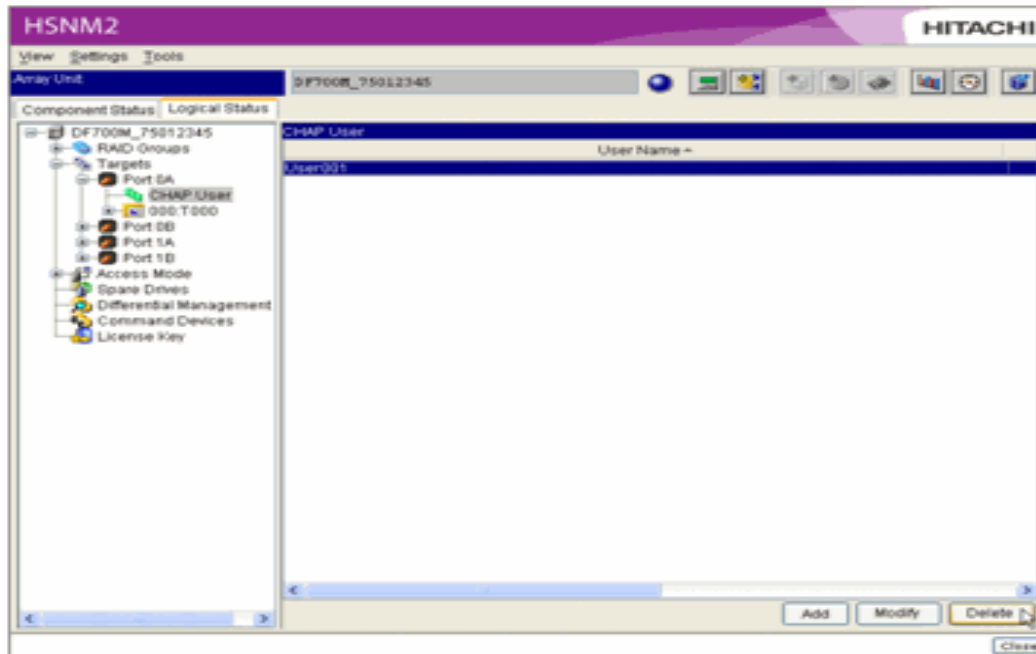 HSNM2
HITACHI
View Settings Tools
Array Unit
DF700M_75012345
Component Status Logical Status
DF700M_75012345
RAID Groups
Targets
Port 0A
CHAP User
000:T000
Port 0B
Port 1A
Port 1B
Access Mode
Spare Drives
Differential Management
Command Devices
License Key
CHAP User
User Name
User001
Add Modify Delete
Close